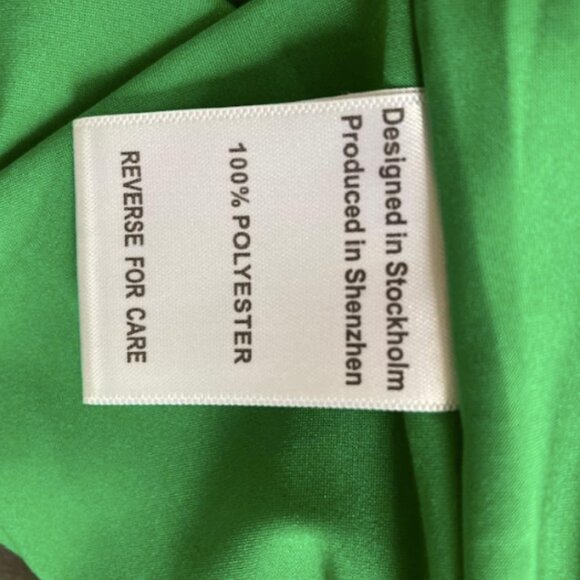 Designed in Stockholm
Produced in Shenzhen
100% POLYESTER
REVERSE FOR CARE